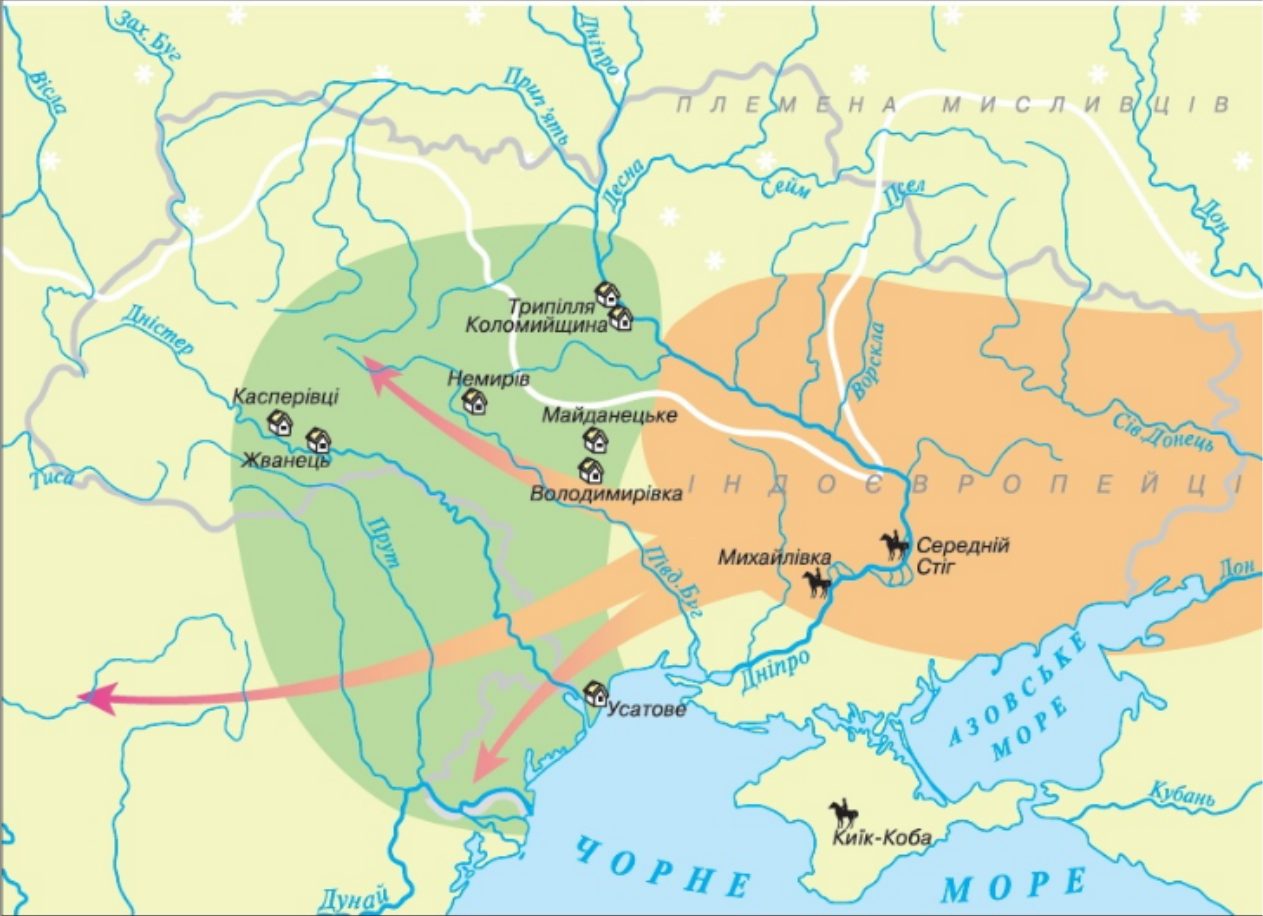 Зах. Буг
Дніпро
Вісла
Прип'ять
ПЛЕМЕНА МИСЛИВЦІВ
Десна
Сейм
Псел
Дон
Трипілля
Коломийщина
Дністер
Ворскла
Немирів
Касперівці
Майданецьке
Сів. Донець
Жванець
Тиса
Володимирівка
ІНДОЄВРОПЕЙЦІ
Прут
Півд. Буг
Михайлівка
Середній
Стіг
Дон
Дніпро
Усатове
АЗОВСЬКЕ
МОРЕ
Кубань
Киїк-Коба
ЧОРНЕ МОРЕ
Дунай